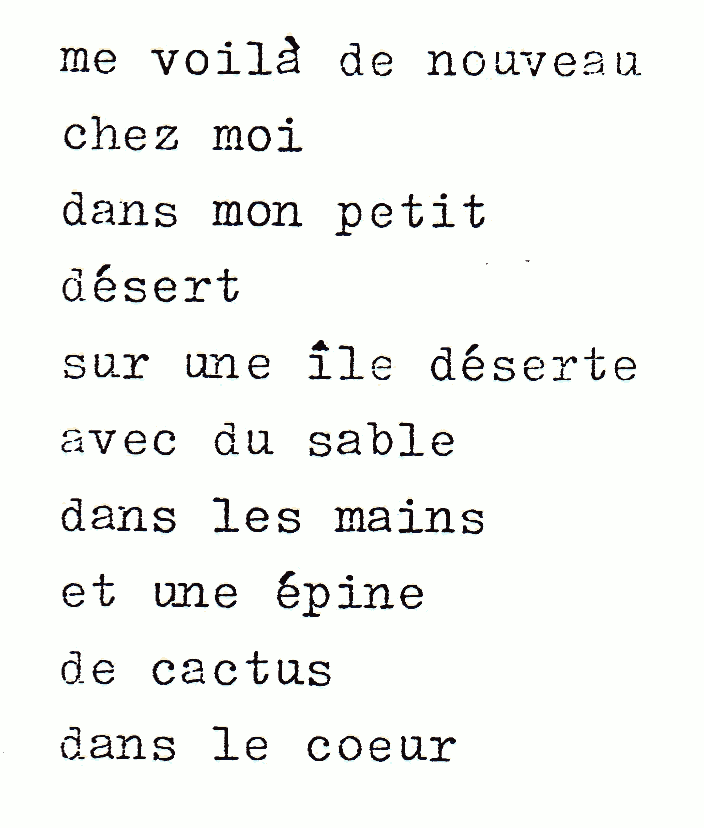 me voilà de nouveau
chez moi
dans mon petit
désert
sur une île déserte
avec du sable
dans les mains
et une épine
de cactus
dans le coeur